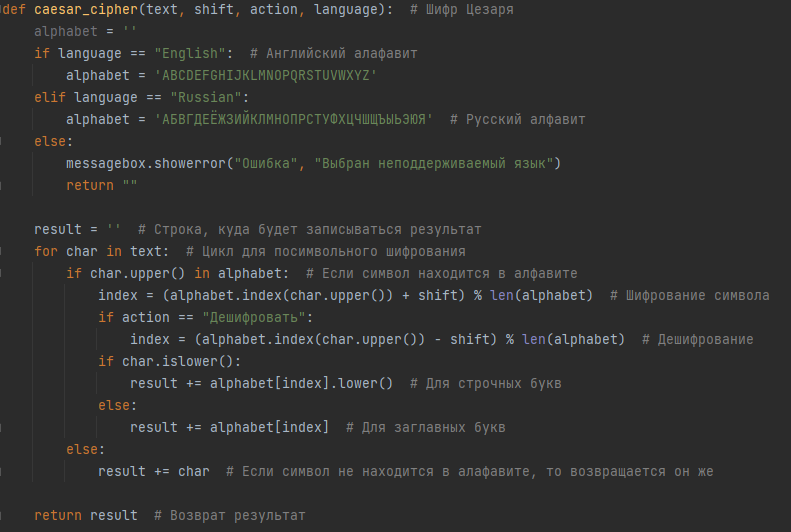 def caesar_cipher(text, shift, action, language):  # Шифр Цезаря
    alphabet = ''
    if language == "English":  # Английский алафавит
        alphabet = 'ABCDEFGHIJKLMNOPQRSTUVWXYZ'
    elif language == "Russian":
        alphabet = 'АБВГДЕЁЖЗИЙКЛМНОПРСТУФХЦЧШЩЪЫЬЭЮЯ'  # Русский алфавит
    else:
        messagebox.showerror("Ошибка", "Выбран неподдерживаемый язык")
        return ""

    result = ''  # Строка, куда будет записываться результат
    for char in text:  # Цикл для посимвольного шифрования
        if char.upper() in alphabet:  # Если символ находится в алфавите
            index = (alphabet.index(char.upper()) + shift) % len(alphabet)  # Шифрование символа
            if action == "Дешифровать":
                index = (alphabet.index(char.upper()) - shift) % len(alphabet)  # Дешифрование
            if char.islower():
                result += alphabet[index].lower()  # Для строчных букв
            else:
                result += alphabet[index]  # Для заглавных букв
        else:
            result += char  # Если символ не находится в алафавите, то возвращается он же

    return result  # Возврат результат